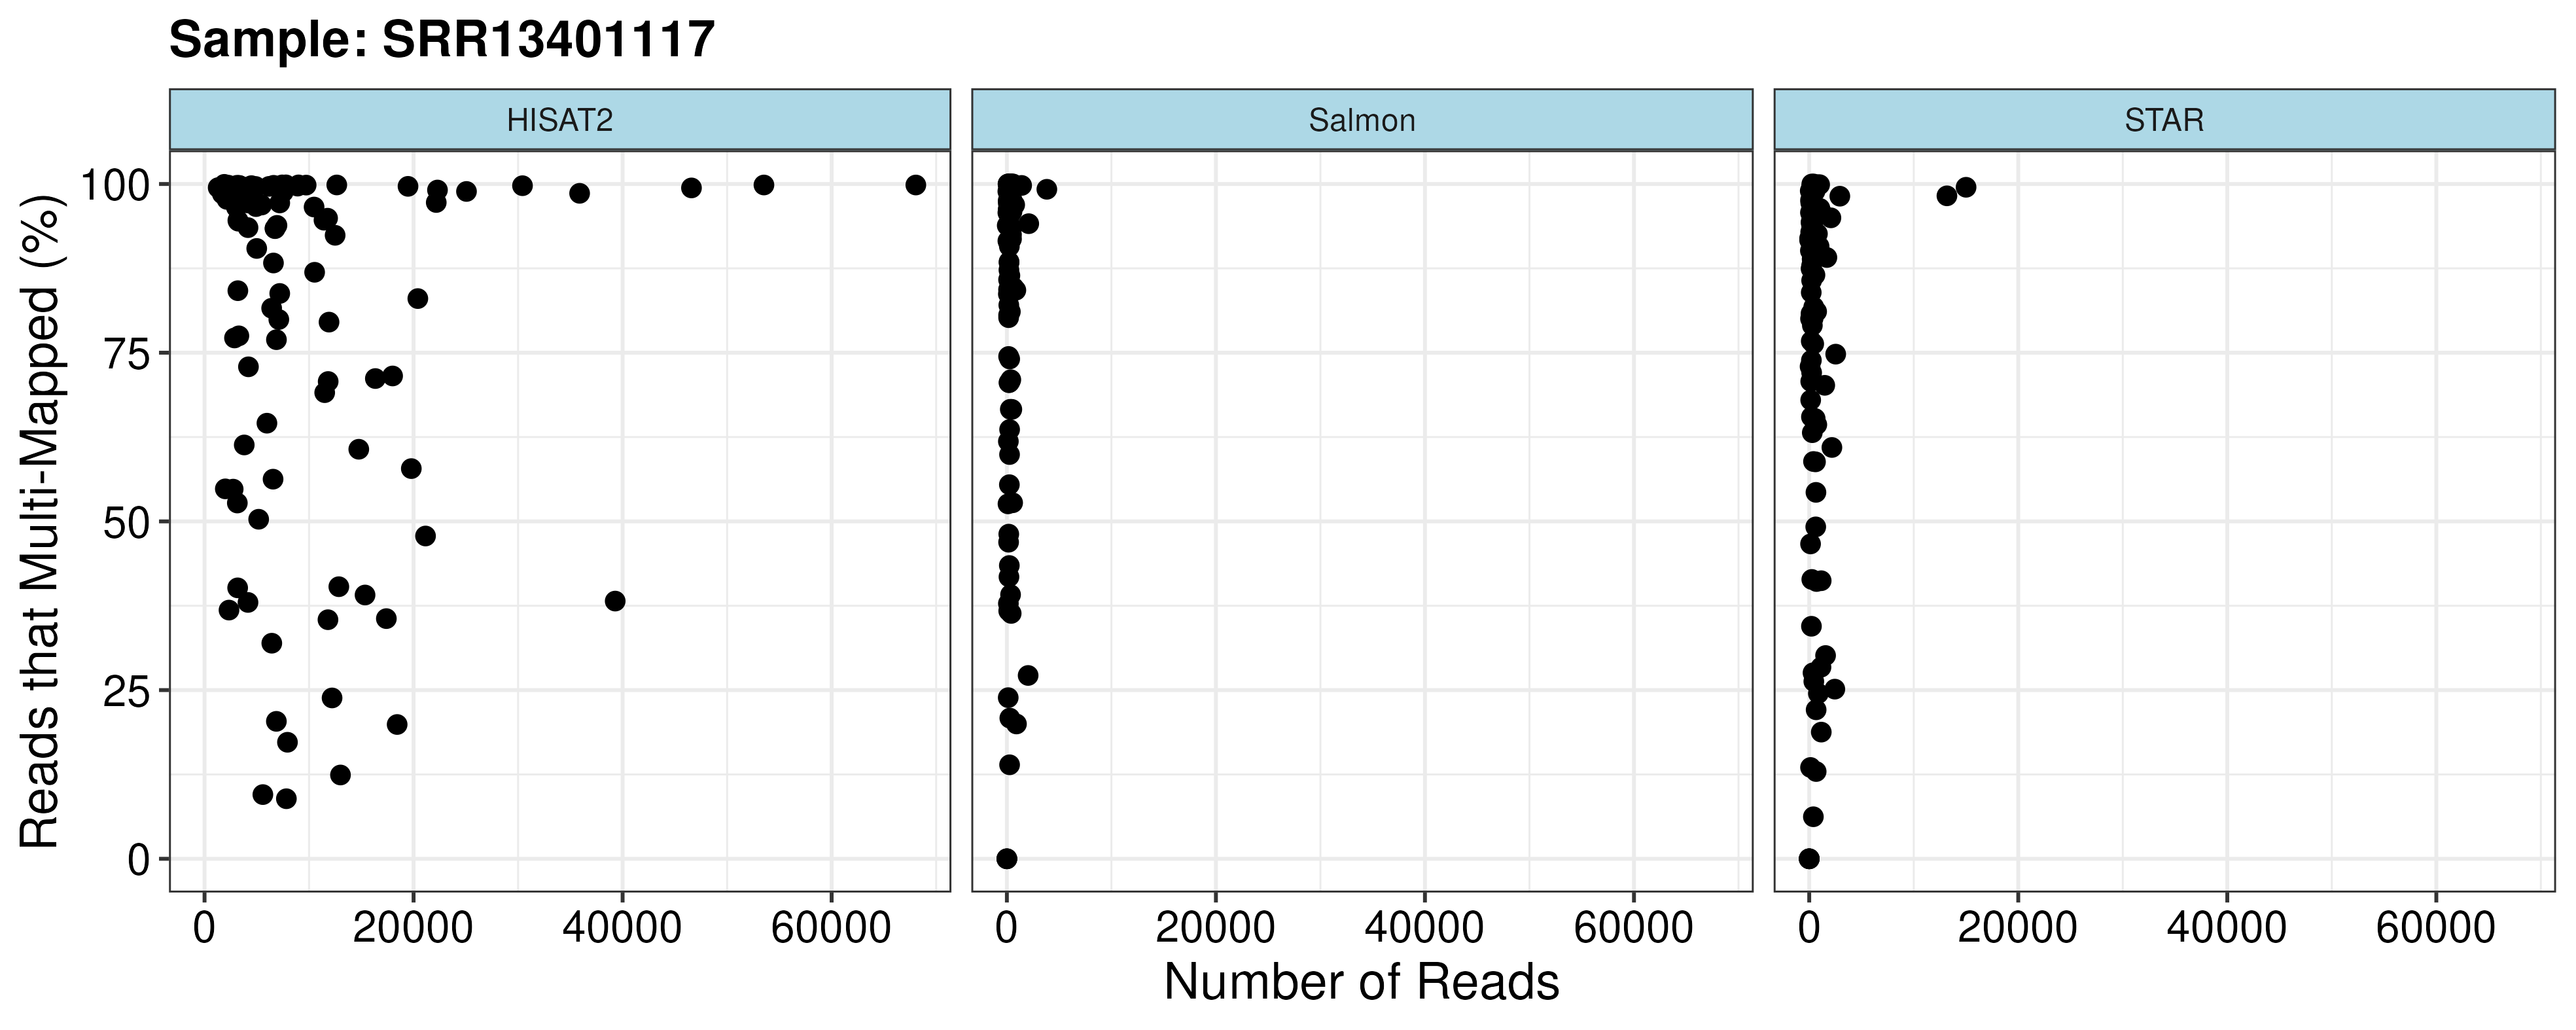 Sample: SRR13401117
HISAT2 Salmon STAR
Reads that Multi-Mapped (%)
100
75
50
25
0
0 20000 40000 60000 0 20000 40000 60000 0 20000 40000 60000
Number of Reads